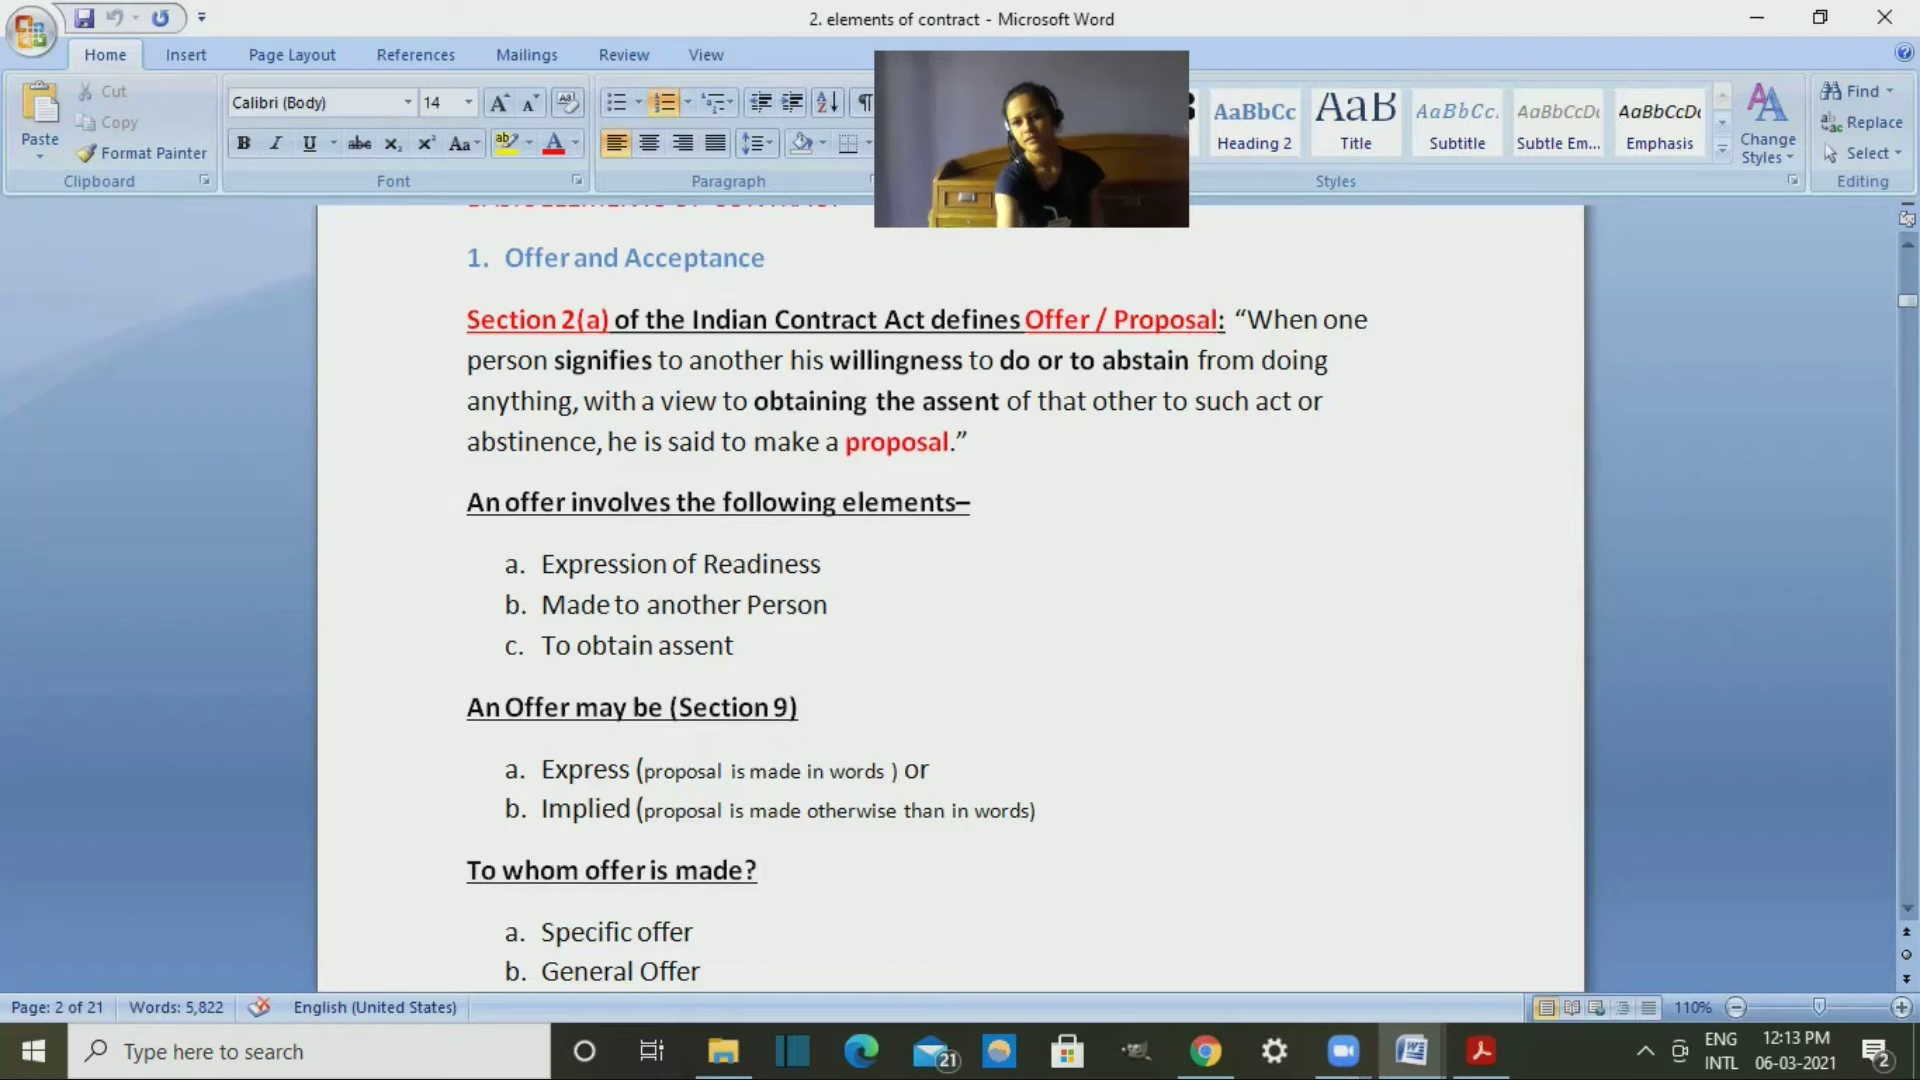 2. elements of contract - Microsoft Word
Home Insert Page Layout References Mailings Review View
Paste
Cut
Copy
Format Painter
Clipboard
Calibri (Body) 14
Font
Paragraph
AaBbCc AaB AaBbCc. AaBbCcDc AaBbCcDc
Heading 2 Title Subtitle Subtle Em... Emphasis
Change Styles
Styles
Find
Replace
Select
Editing
1. Offer and Acceptance
Section 2(a) of the Indian Contract Act defines Offer / Proposal: “When one
person signifies to another his willingness to do or to abstain from doing
anything, with a view to obtaining the assent of that other to such act or
abstinence, he is said to make a proposal.”
An offer involves the following elements–
a. Expression of Readiness
b. Made to another Person
c. To obtain assent
An Offer may be (Section 9)
a. Express (proposal is made in words ) or
b. Implied (proposal is made otherwise than in words)
To whom offer is made?
a. Specific offer
b. General Offer
Page: 2 of 21 Words: 5,822 English (United States) 110%
Type here to search
21
ENG
INTL
12:13 PM
06-03-2021
2